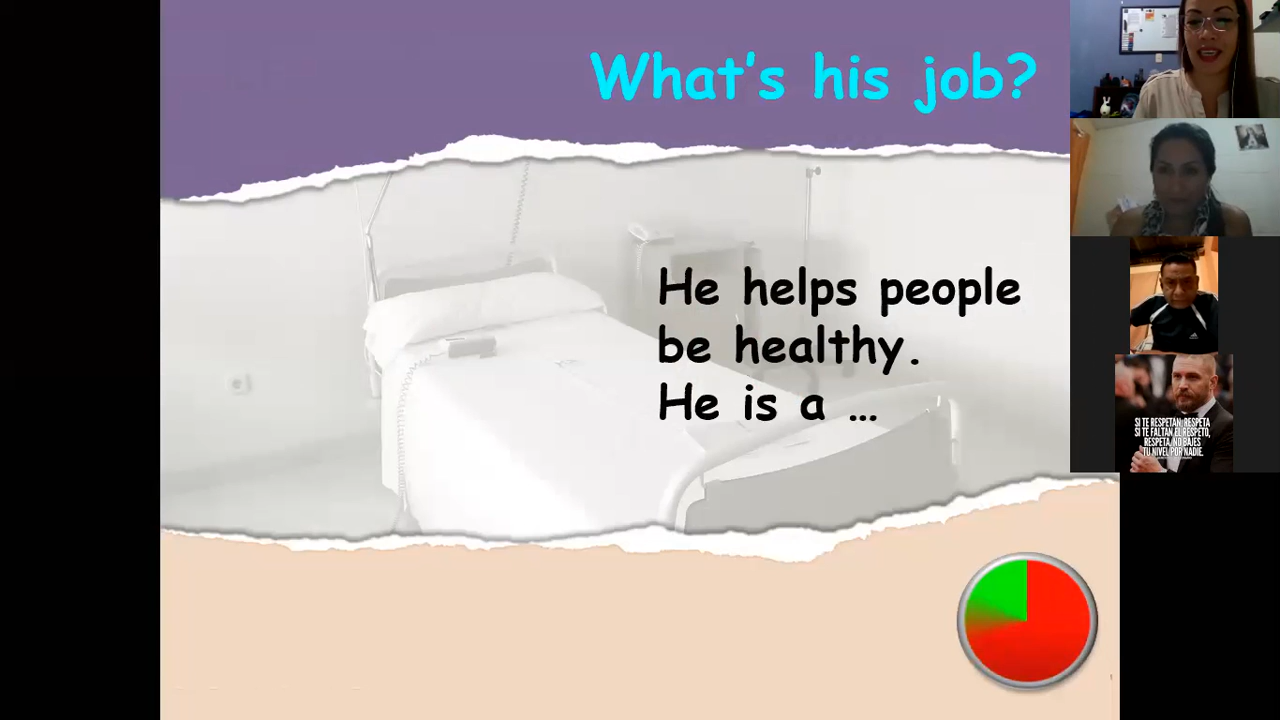 What's his job?
He helps people
be healthy.
He is a ...
SI TE RESPETAN, RESPETA
SI TE FALTAN EL RESPETO,
RESPETA, NO BAJES
TU NIVEL POR NADIE.